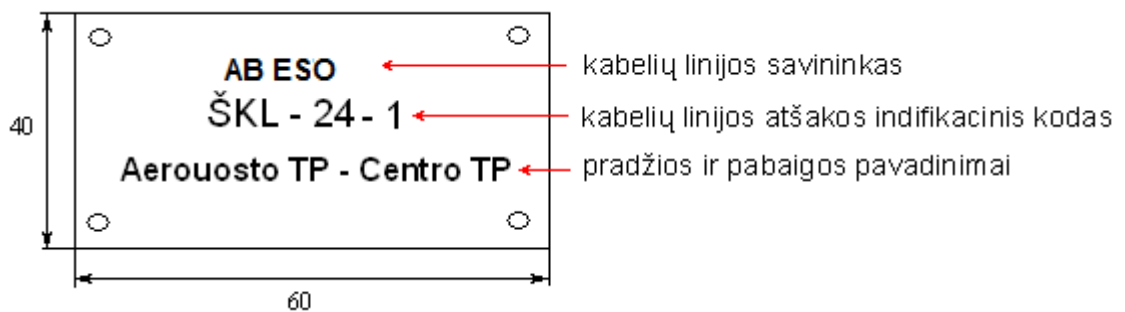 AB ESO
kabelių linijos savininkas
ŠKL - 24 - 1
kabelių linijos atšakos indifikacinis kodas
40
Aerouosto TP - Centro TP
pradžios ir pabaigos pavadinimai
60